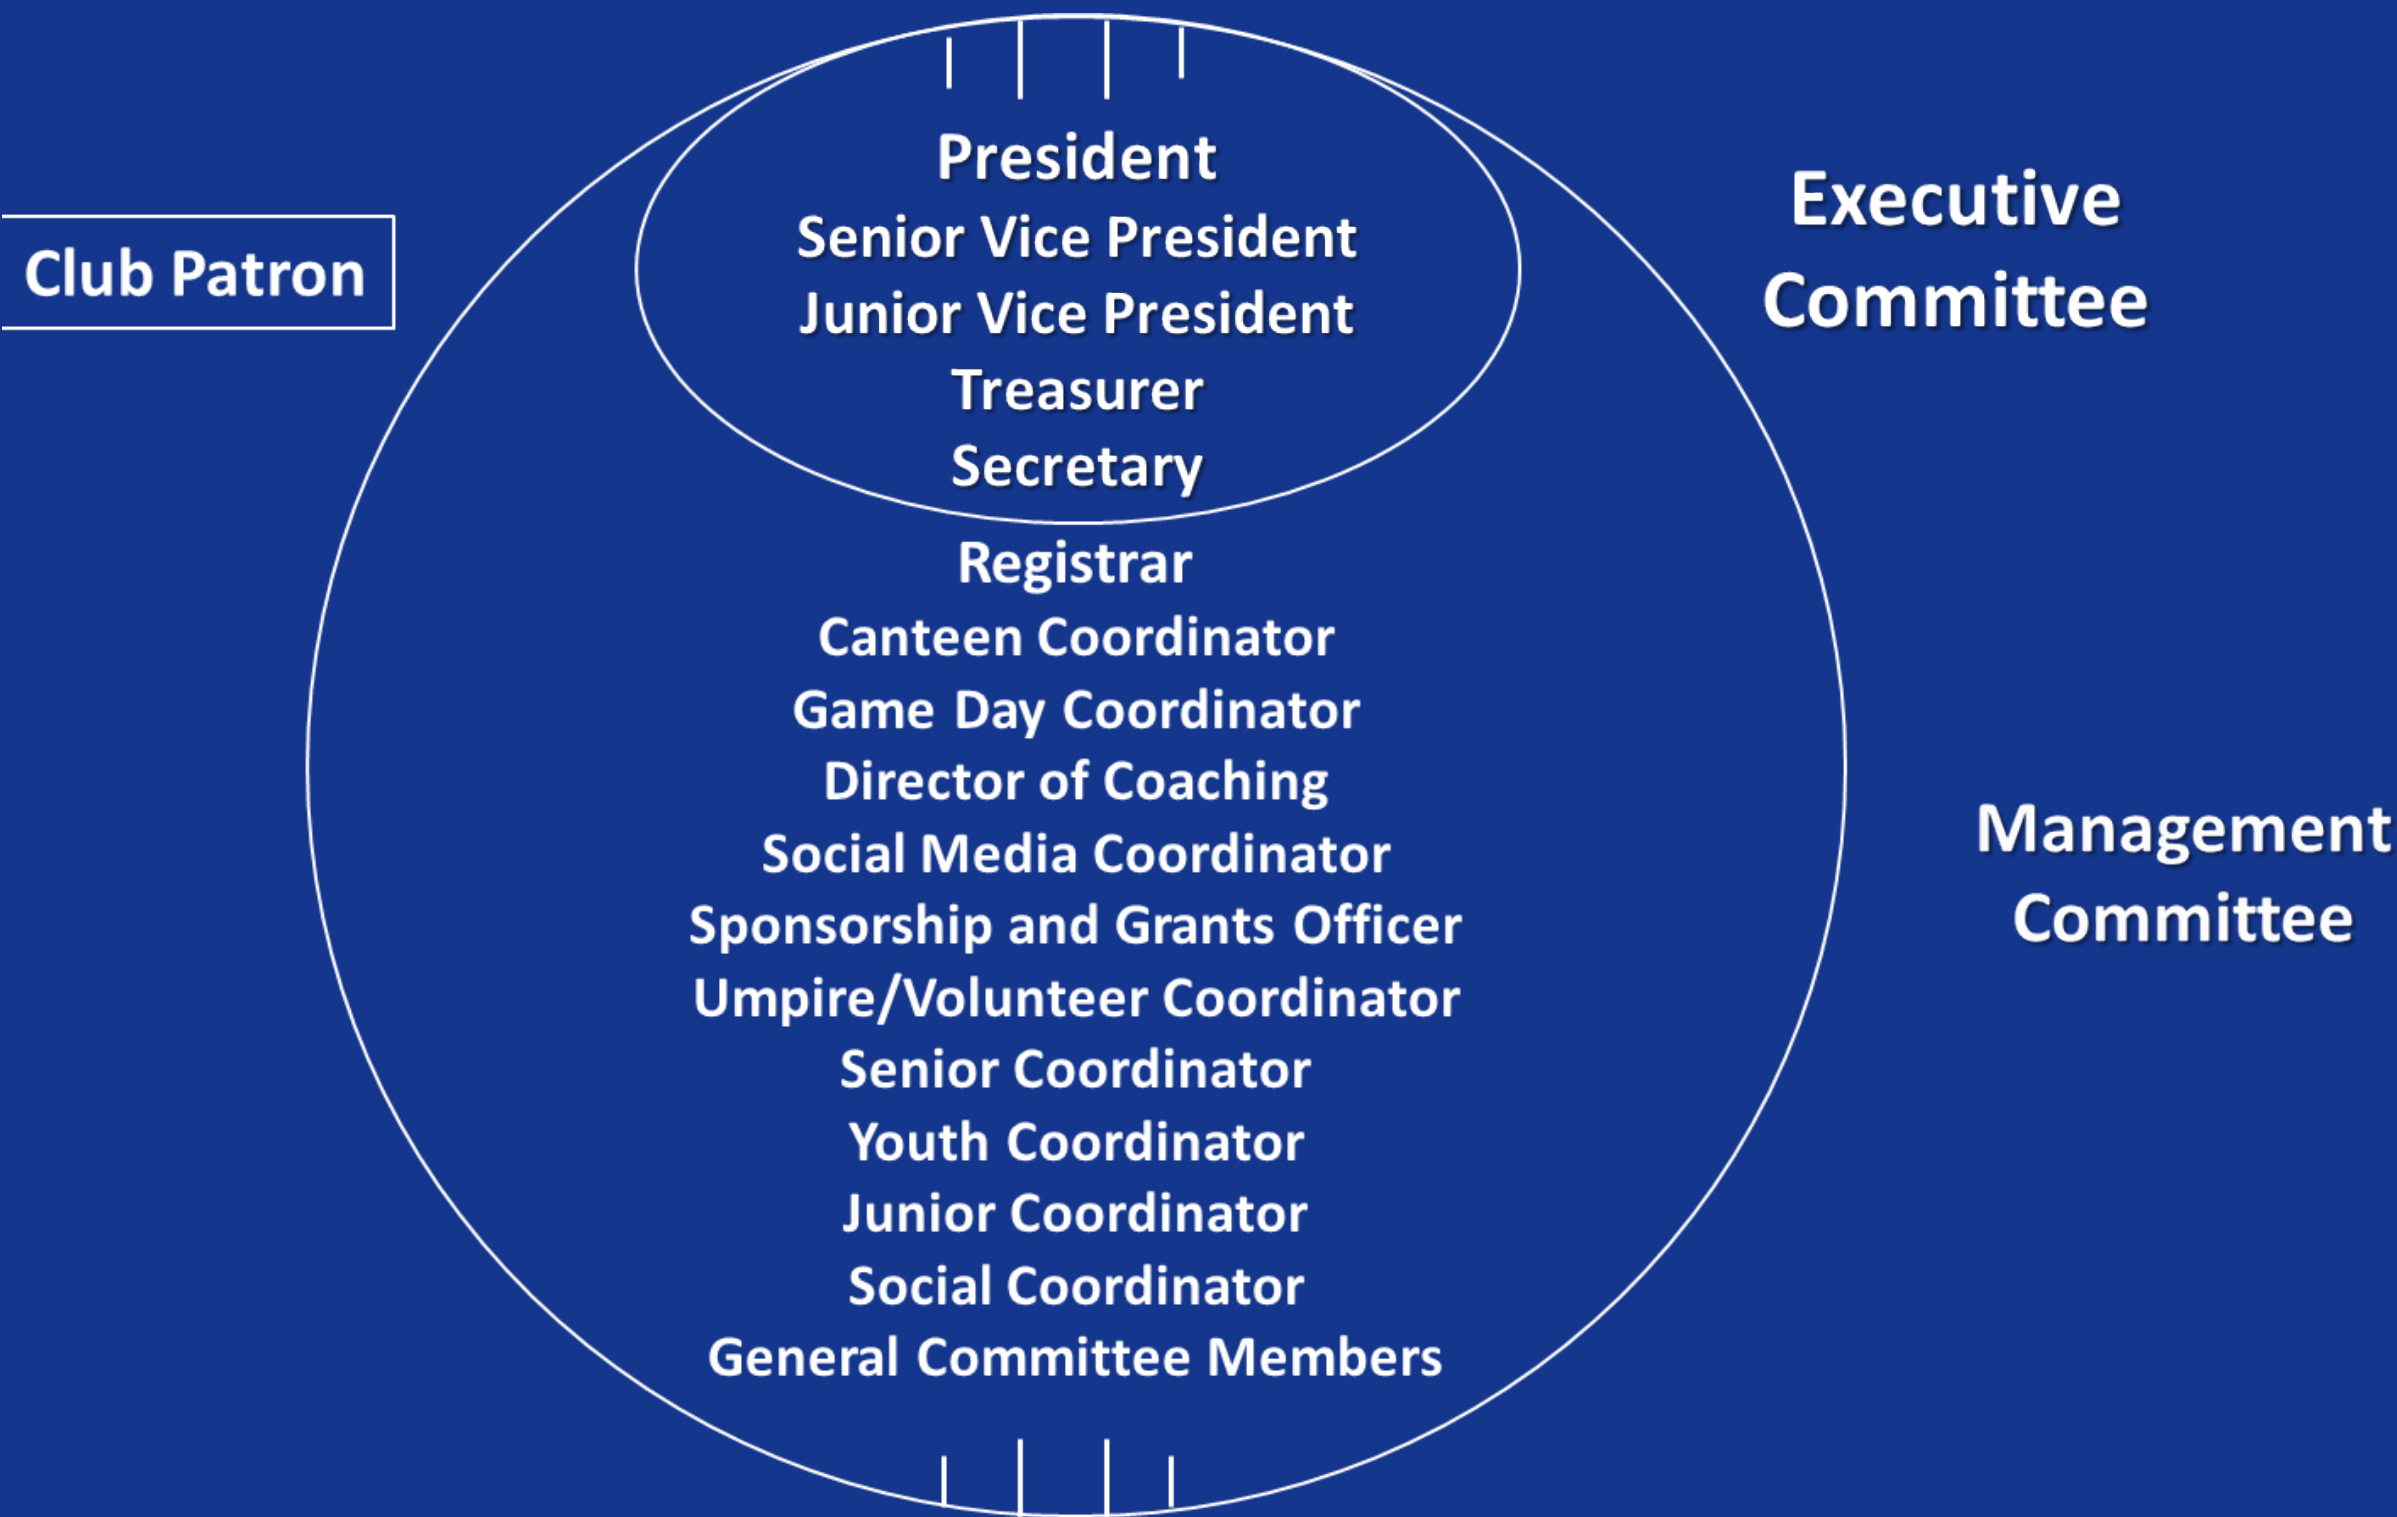 Club Patron
President
Senior Vice President
Junior Vice President
Treasurer
Secretary
Registrar
Canteen Coordinator
Game Day Coordinator
Director of Coaching
Social Media Coordinator
Sponsorship and Grants Officer
Umpire/Volunteer Coordinator
Senior Coordinator
Youth Coordinator
Junior Coordinator
Social Coordinator
General Committee Members
Executive
Committee
Management
Committee